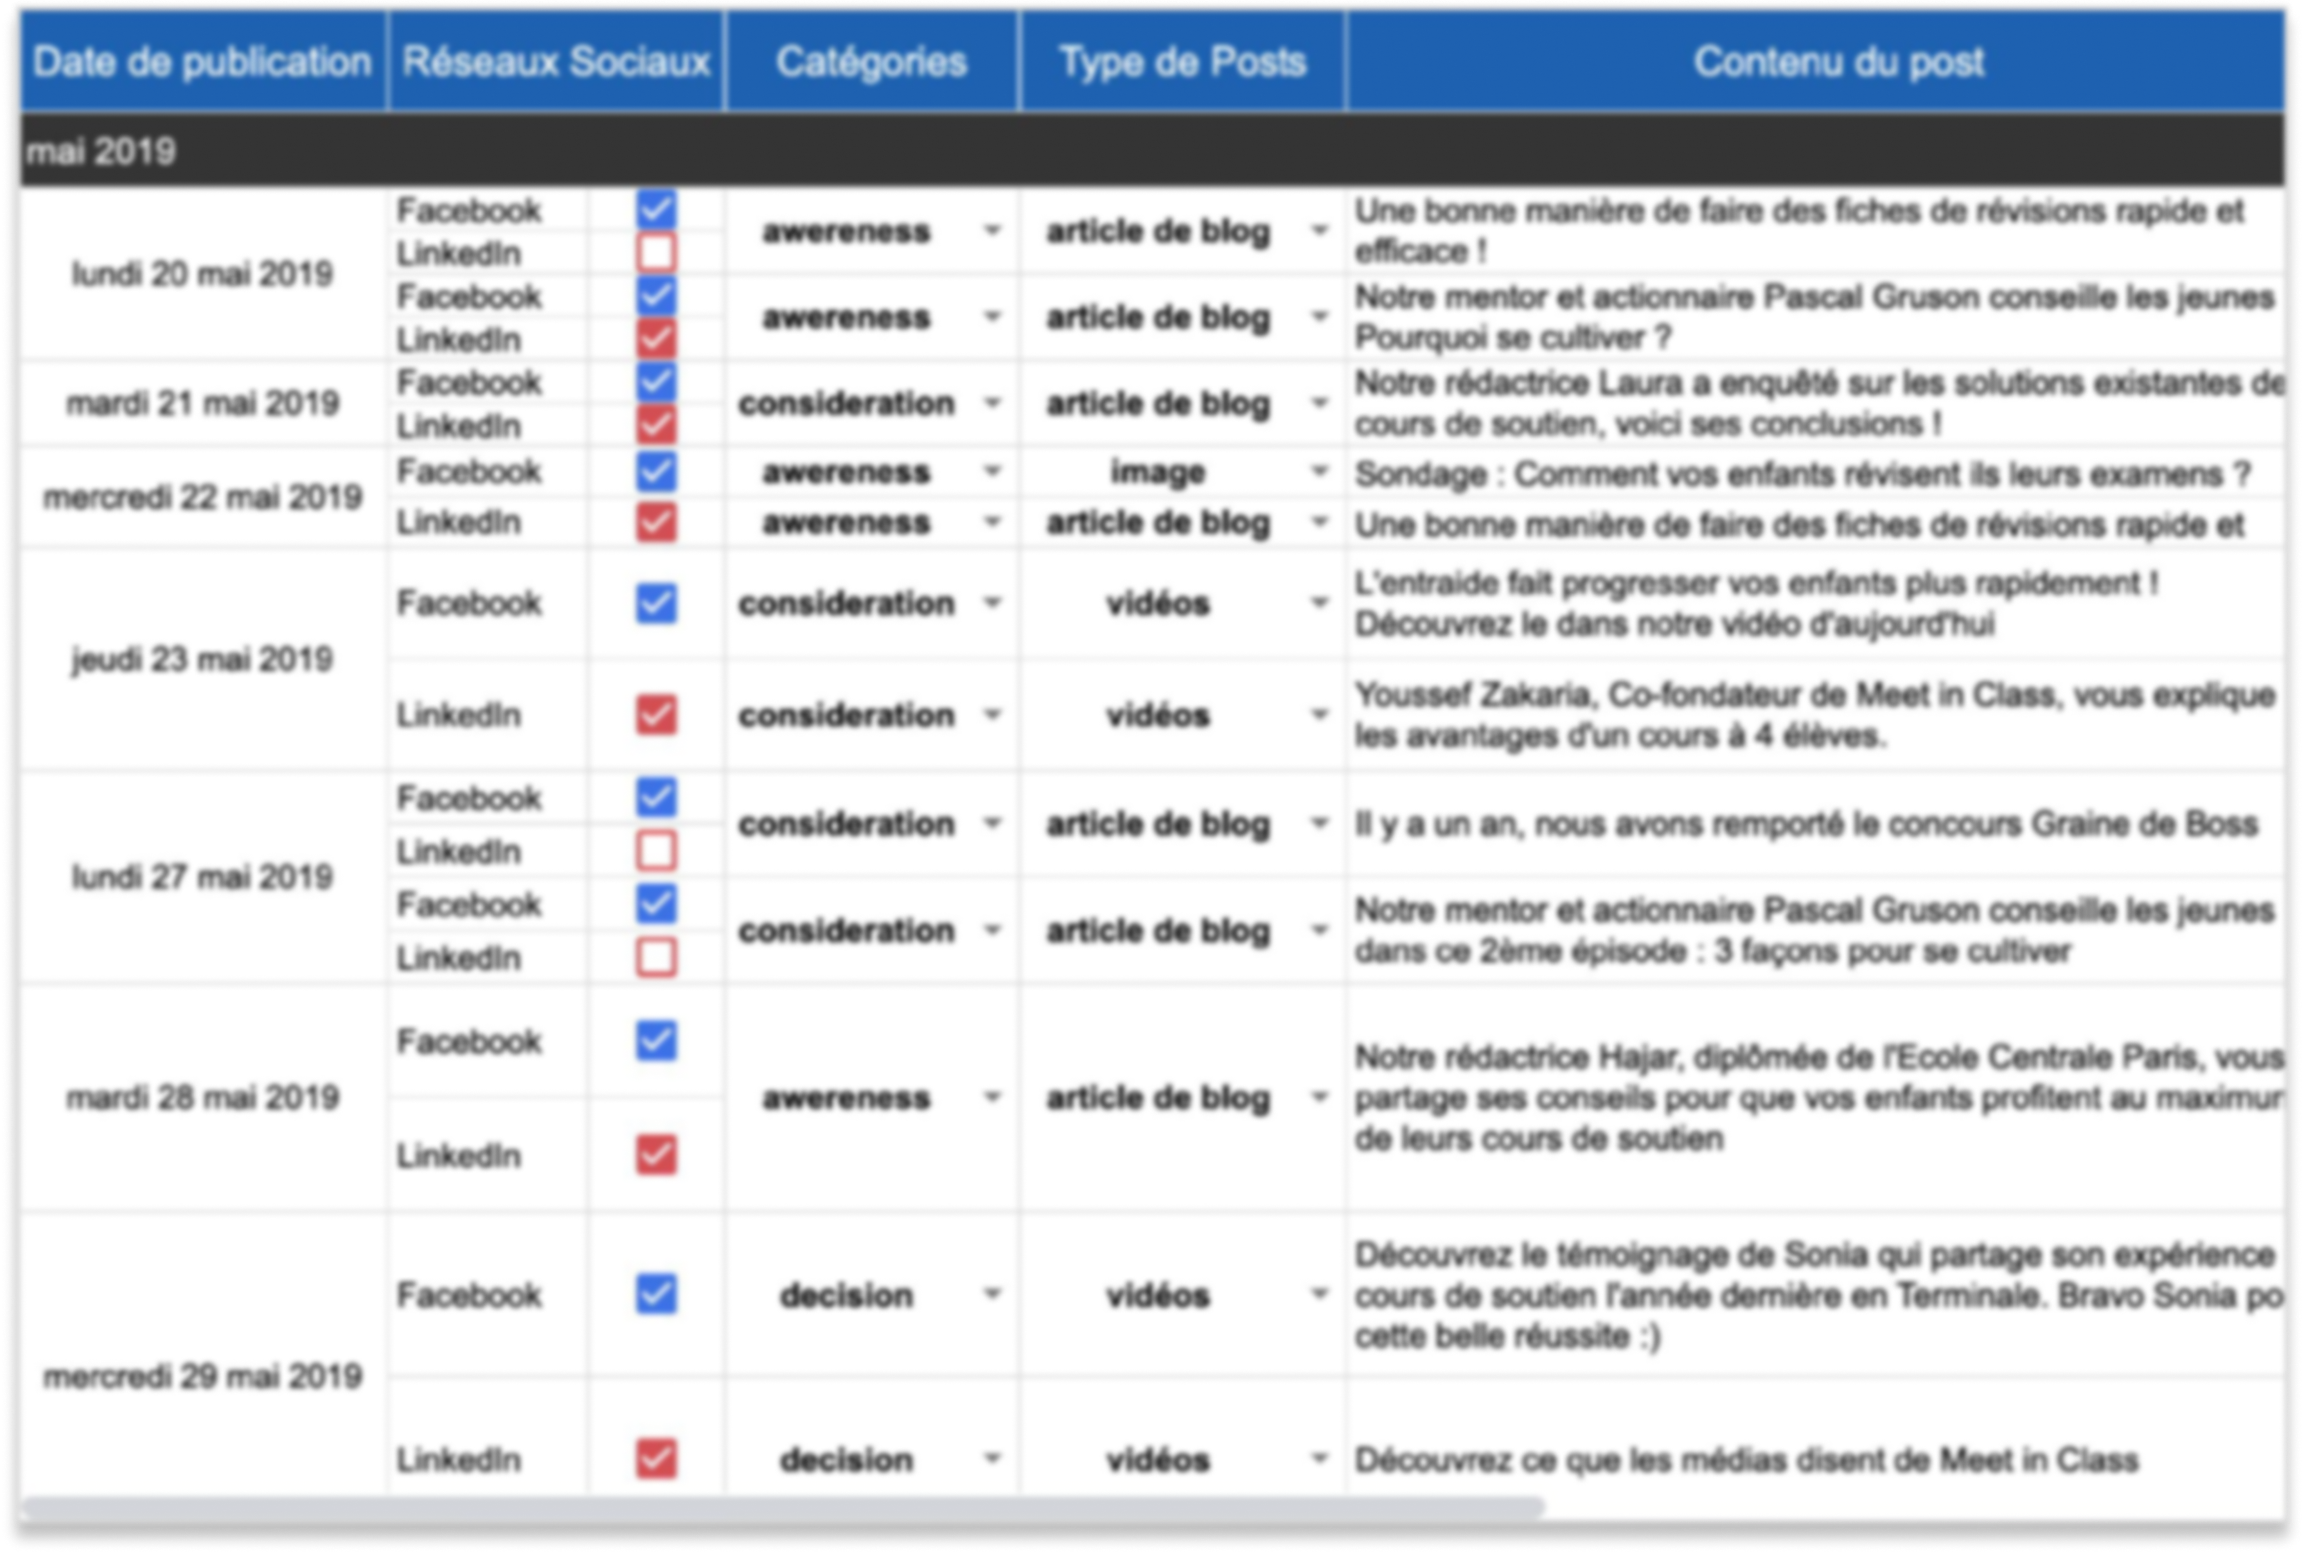 Date de publication Réseaux Sociaux Catégories Type de Posts Contenu du post
mai 2019
lundi 20 mai 2019
Facebook
LinkedIn
awereness
article de blog
Une bonne manière de faire des fiches de révisions rapide et
efficace !
Facebook
LinkedIn
awereness
article de blog
Notre mentor et actionnaire Pascal Gruson conseille les jeunes
Pourquoi se cultiver ?
mardi 21 mai 2019
Facebook
LinkedIn
consideration
article de blog
Notre rédactrice Laura a enquêté sur les solutions existantes de
cours de soutien, voici ses conclusions !
mercredi 22 mai 2019
Facebook
awereness
image
Sondage : Comment vos enfants révisent ils leurs examens ?
LinkedIn
awereness
article de blog
Une bonne manière de faire des fiches de révisions rapide et
jeudi 23 mai 2019
Facebook
consideration
vidéos
L'entraide fait progresser vos enfants plus rapidement !
Découvrez le dans notre vidéo d'aujourd'hui
LinkedIn
consideration
vidéos
Youssef Zakaria, Co-fondateur de Meet in Class, vous explique
les avantages d'un cours à 4 élèves.
lundi 27 mai 2019
Facebook
LinkedIn
consideration
article de blog
Il y a un an, nous avons remporté le concours Graine de Boss
Facebook
LinkedIn
consideration
article de blog
Notre mentor et actionnaire Pascal Gruson conseille les jeunes
dans ce 2ème épisode : 3 façons pour se cultiver
mardi 28 mai 2019
Facebook
LinkedIn
awereness
article de blog
Notre rédactrice Hajar, diplômée de l'Ecole Centrale Paris, vous
partage ses conseils pour que vos enfants profitent au
de leurs cours de soutien
mercredi 29 mai 2019
Facebook
decision
vidéos
Découvrez le témoignage de Sonia qui partage son expérience
cours de soutien l'année dernière en Terminale. Bravo Sonia
cette belle réussite :)
LinkedIn
decision
vidéos
Découvrez ce que les médias disent de Meet in Class